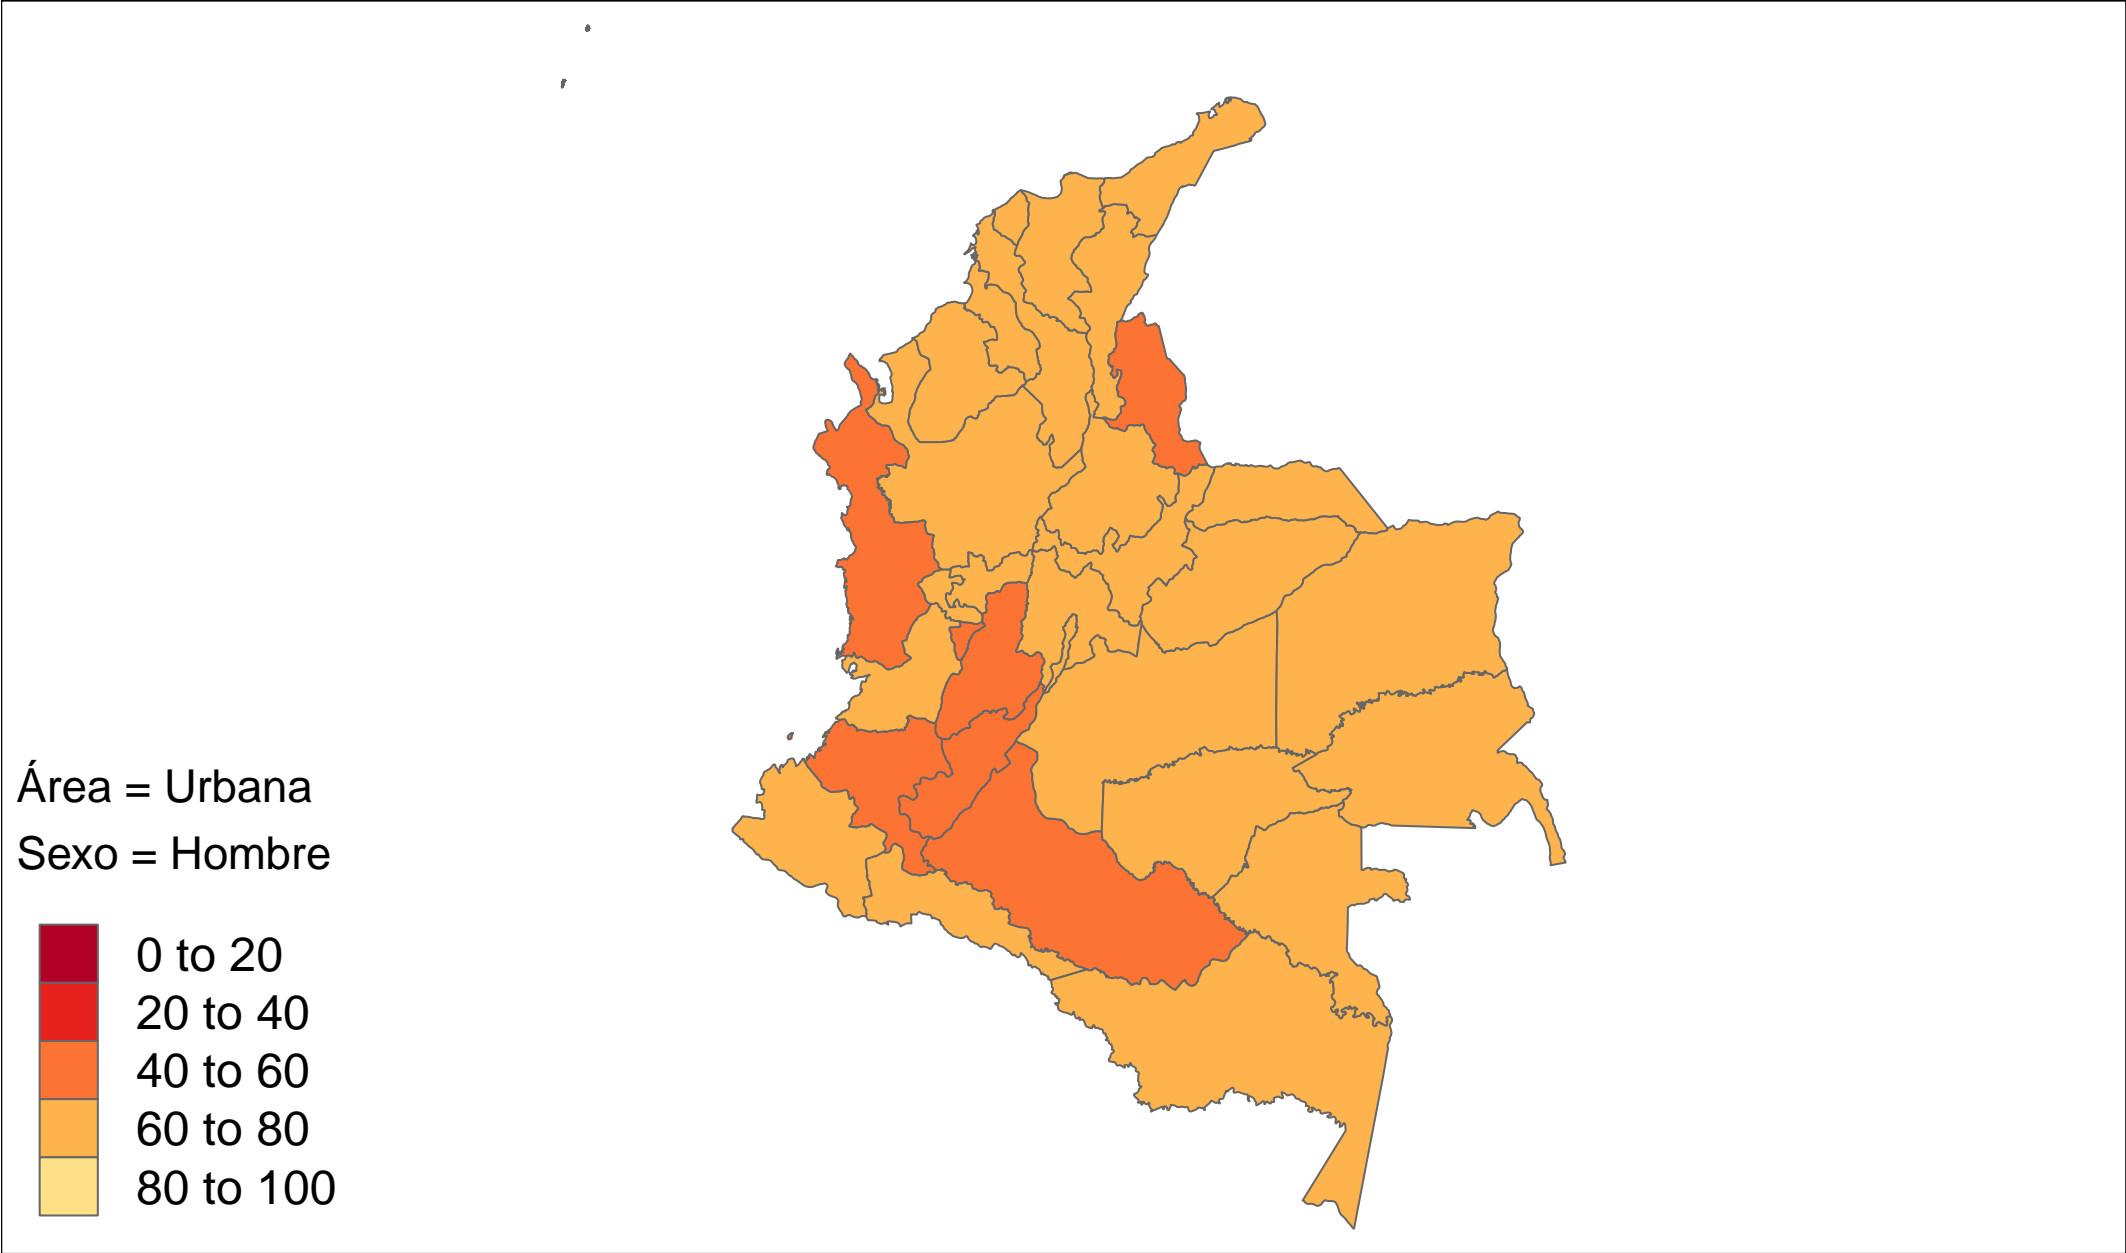 Área = Urbana
Sexo = Hombre
0 to 20
20 to 40
40 to 60
60 to 80
80 to 100